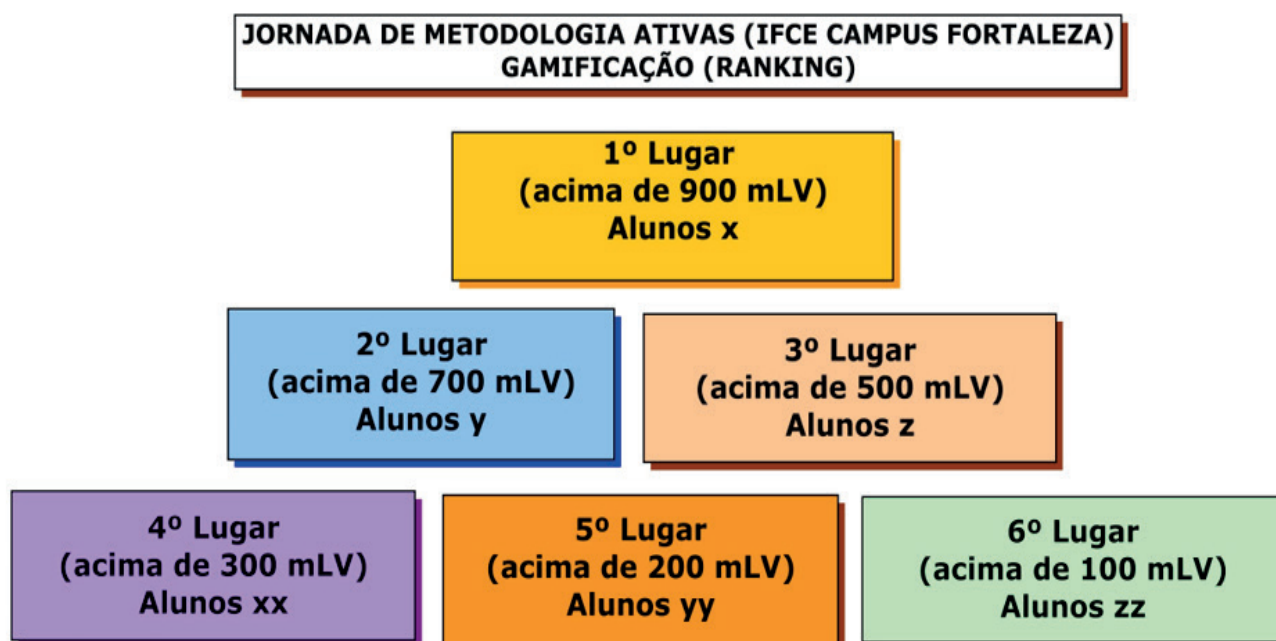 JORNADA DE METODOLOGIA ATIVAS (IFCE CAMPUS FORTALEZA)
GAMIFICAÇÃO (RANKING)
1º Lugar
(acima de 900 mLV)
Alunos x
2º Lugar
(acima de 700 mLV)
Alunos y
3º Lugar
(acima de 500 mLV)
Alunos z
4º Lugar
(acima de 300 mLV)
Alunos xx
5º Lugar
(acima de 200 mLV)
Alunos yy
6º Lugar
(acima de 100 mLV)
Alunos zz